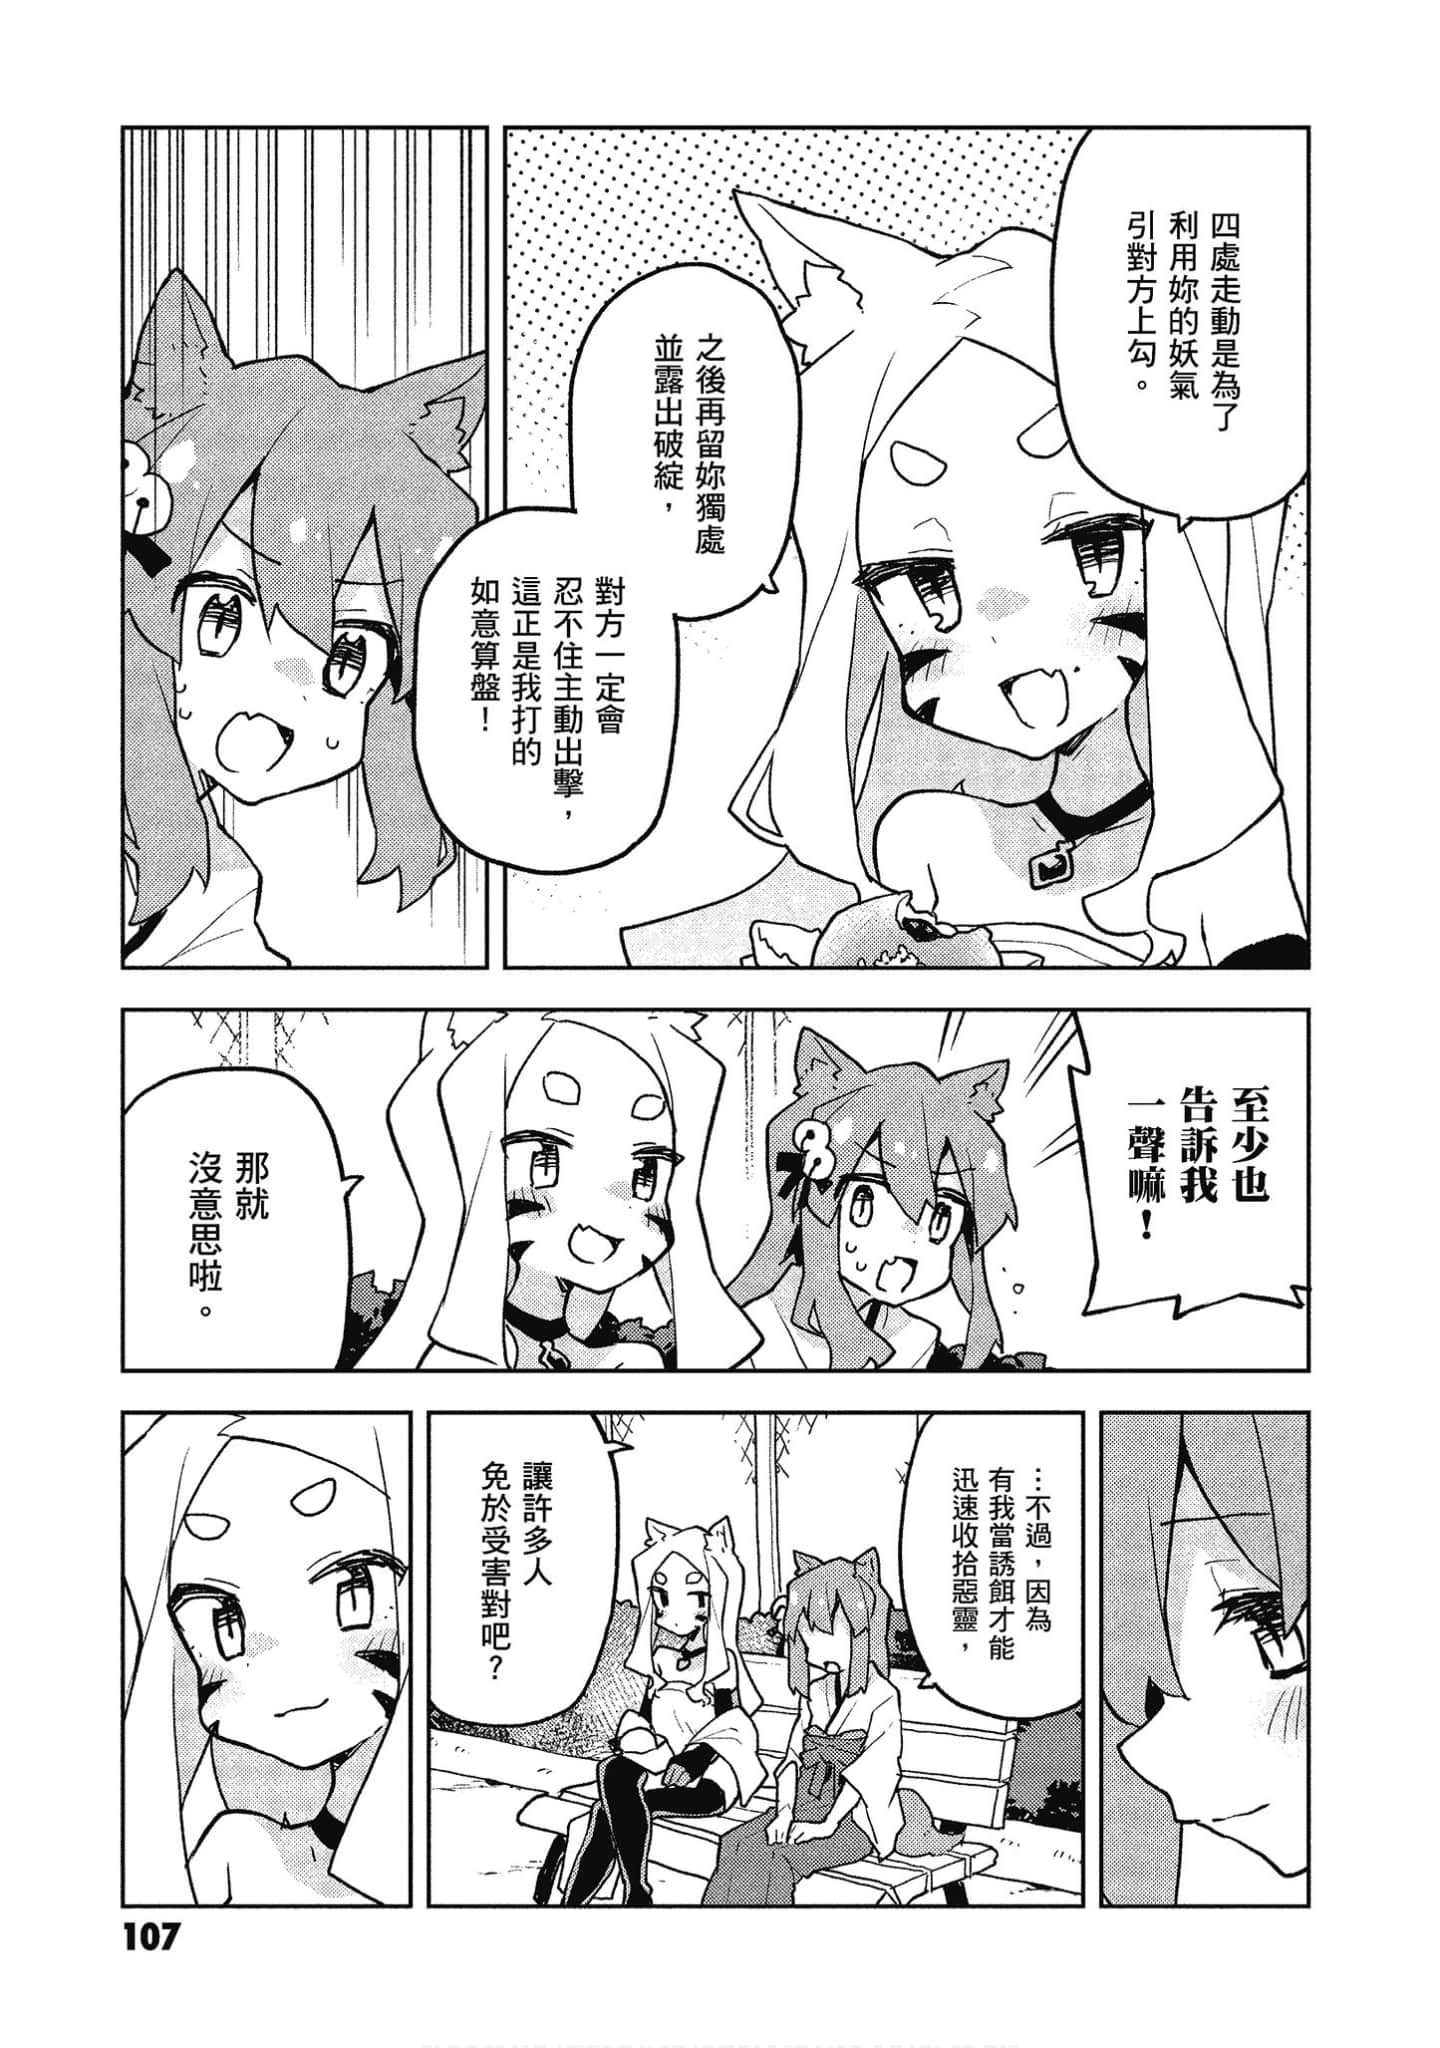 四處走動是為了
利用妳的妖氣
引對方上勾。
之後再留妳獨處
並露出破綻，
對方一定會
忍不住主動出擊，
這正是我打的
如意算盤！
至少也
告訴我
一聲嘛！
那就
沒意思啦。
…不過，因為
有我當誘餌才能
迅速收拾惡靈，
讓許多人
免於受害對吧？
107